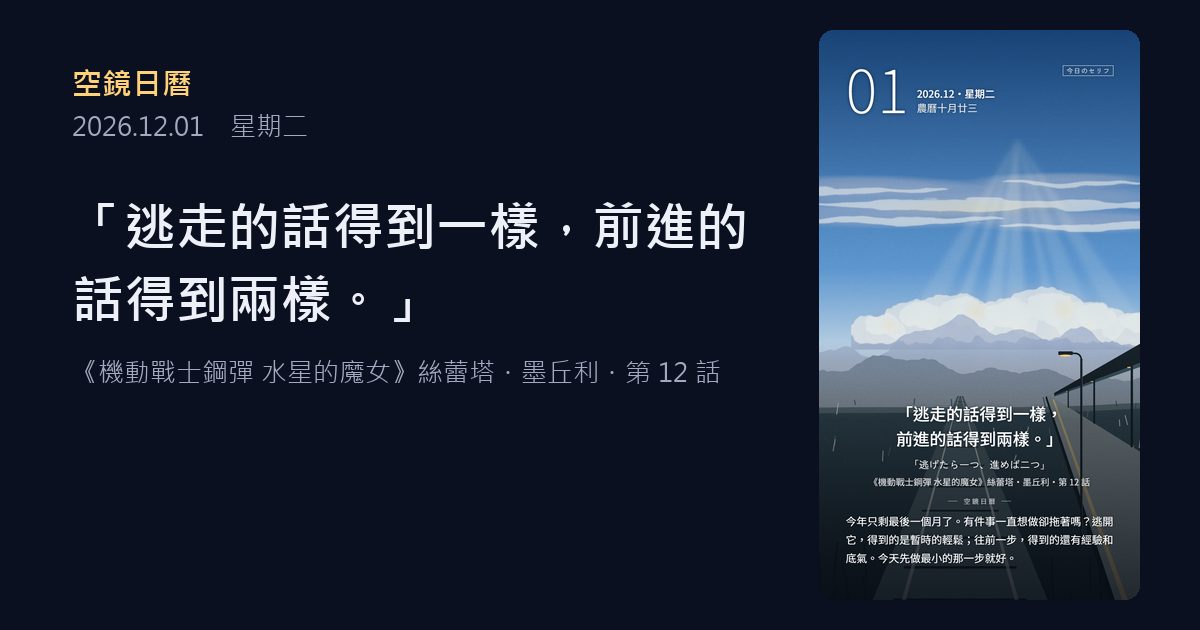 空鏡日曆
2026.12.01 星期二
「逃走的話得到一樣，前進的
話得到兩樣。」
《機動戰士鋼彈 水星的魔女》絲蕾塔・墨丘利・第 12 話
01
2026.12・星期二
農曆十月廿三
今日のセリフ
「逃走的話得到一樣，
前進的話得到兩樣。」
「逃げたら一つ、進めば二つ」
《機動戰士鋼彈 水星的魔女》絲蕾塔・墨丘利・第 12 話
— 空鏡日曆 —
今年只剩最後一個月了。有件事一直想做卻拖著嗎？逃開
它，得到的是暫時的輕鬆；往前一步，得到的還有經驗和
底氣。今天先做最小的那一步就好。